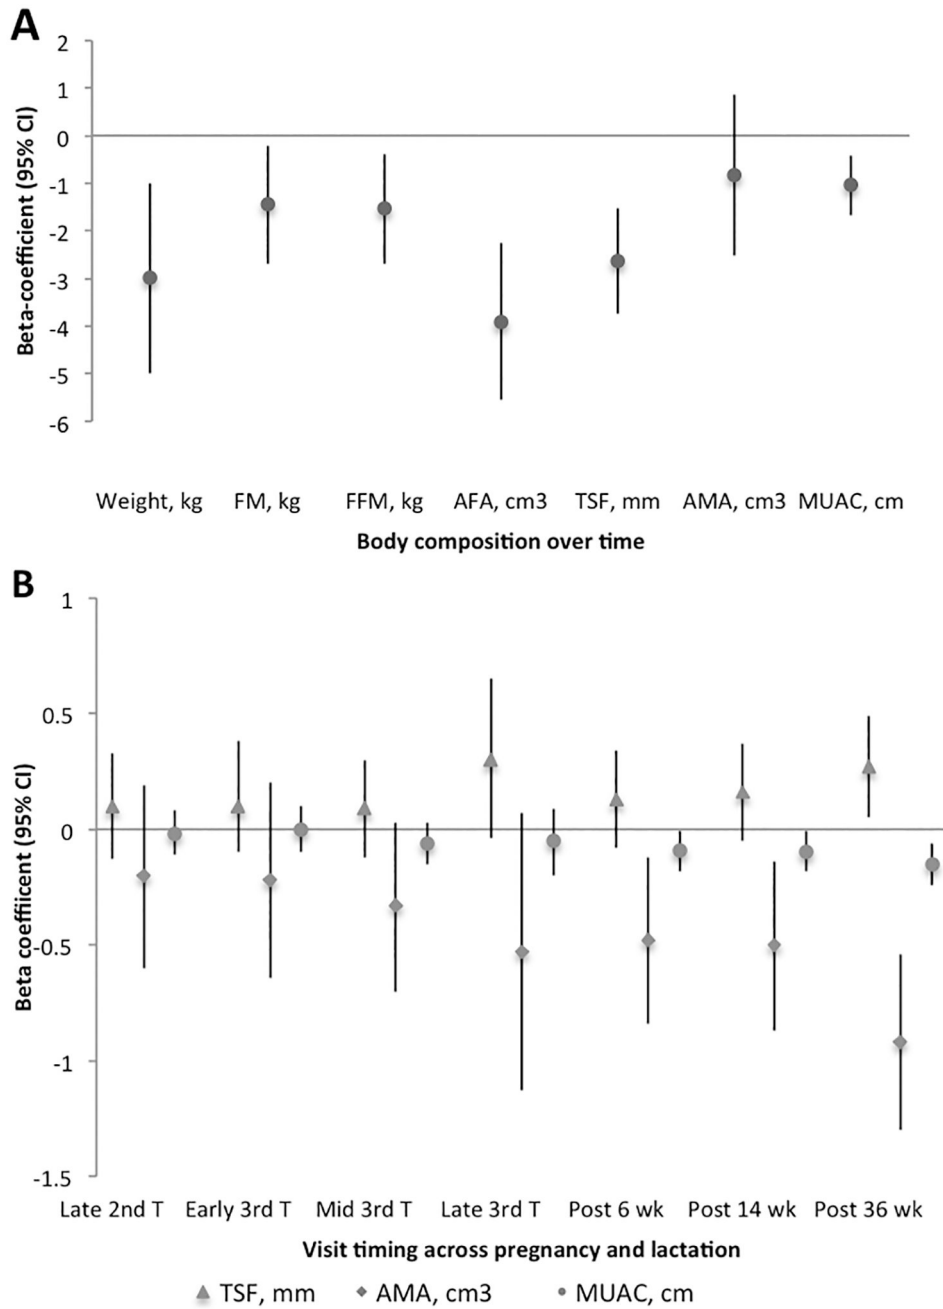 A
Beta-coefficient (95% CI)
2
1
0
-1
-2
-3
-4
-5
-6
Weight, kg FM, kg FFM, kg AFA, cm3 TSF, mm AMA, cm3 MUAC, cm
Body composition over time
B
Beta coeffiicent (95% CI)
1
0.5
0
-0.5
-1
-1.5
Late 2nd T Early 3rd T Mid 3rd T Late 3rd T Post 6 wk Post 14 wk Post 36 wk
Visit timing across pregnancy and lactation
TSF, mm AMA, cm3 MUAC, cm